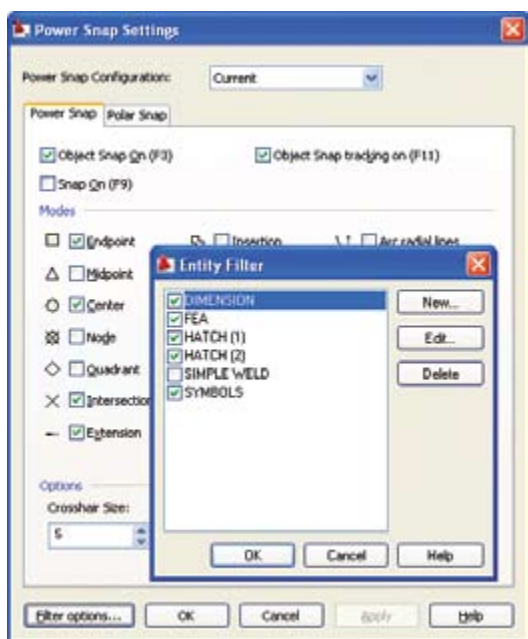 Power Snap Settings
Power Snap Configuration: Current
Power Snap Polar Snap
Object Snap On (F3) Object Snap tracking on (F11)
Snap On (F9)
Modes
Endpoint Insertion Arc radial lines
Midpoint
Center
Node
Quadrant
Intersection
Extension
Options
Crosshair Size:
5
Entity Filter
DIMENSION
FEA
HATCH (1)
HATCH (2)
SIMPLE WELD
SYMBOLS
New...
Edit...
Delete
OK Cancel Help
Filter options... OK Cancel Apply Help